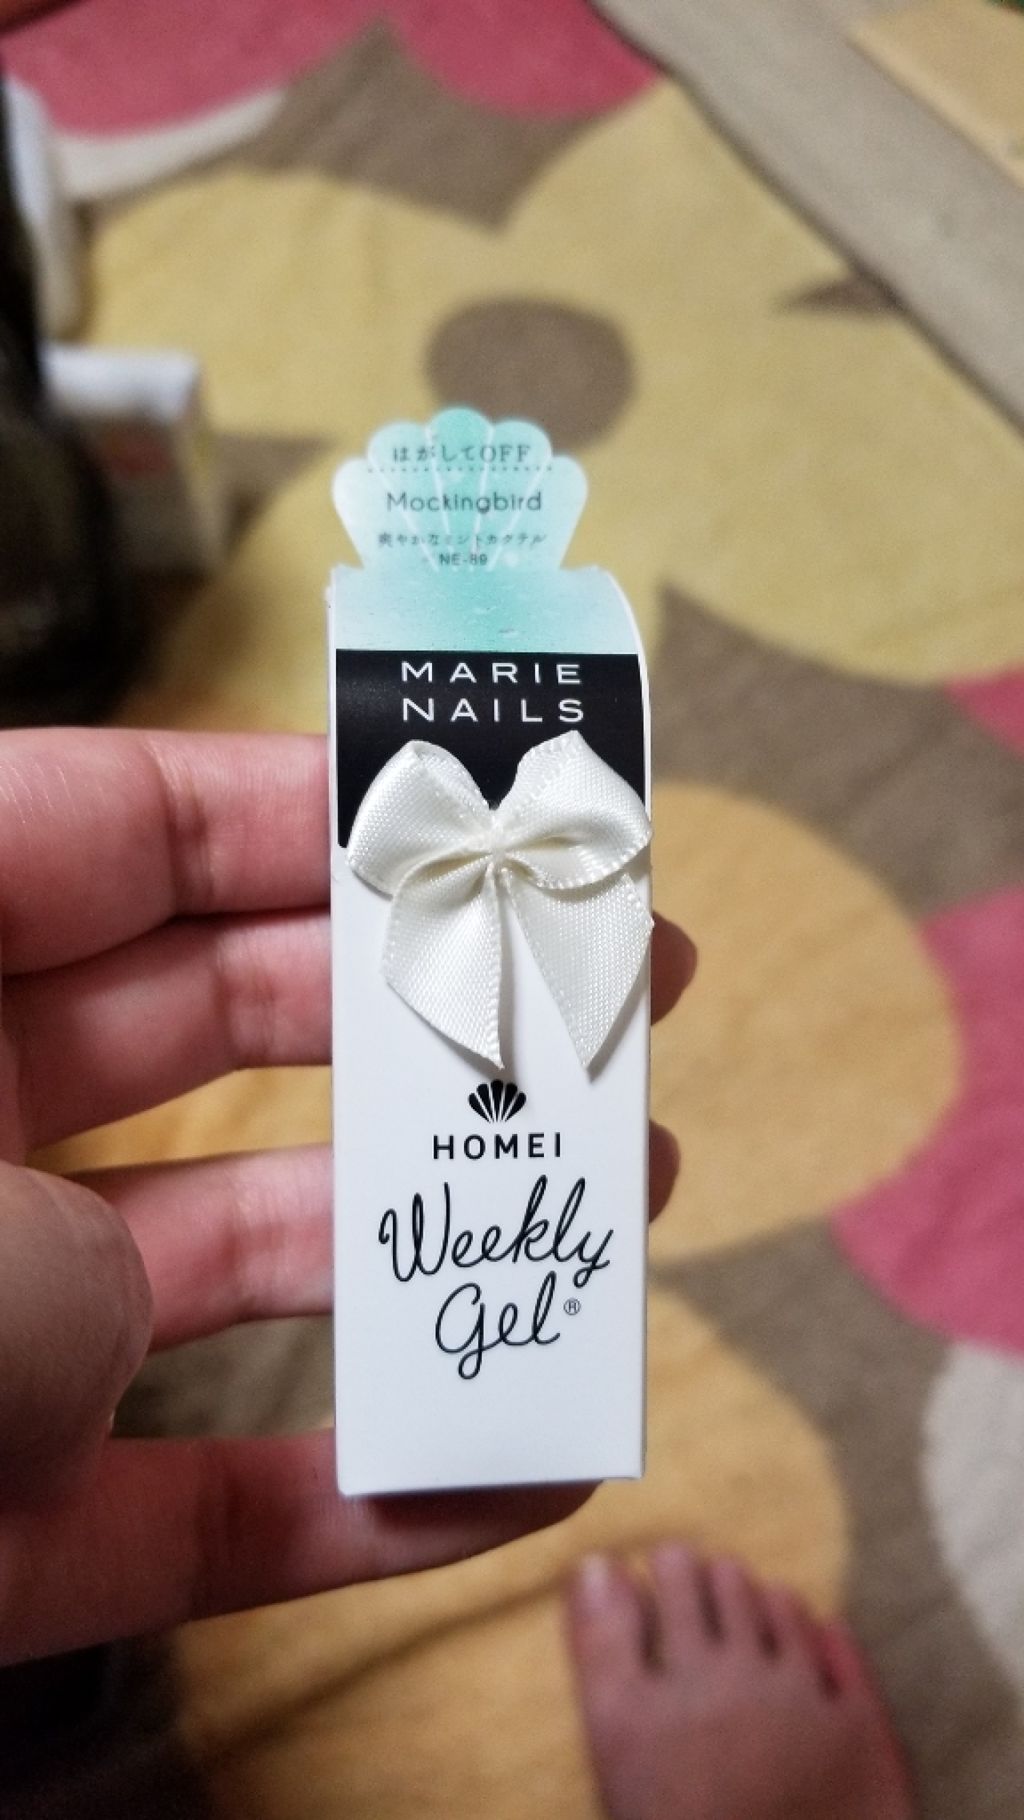 はがしてOFF
Mockingbird
爽やかなミントカクテル
NE-89
MARIE
NAILS
HOMEI
Weekly
Gel®